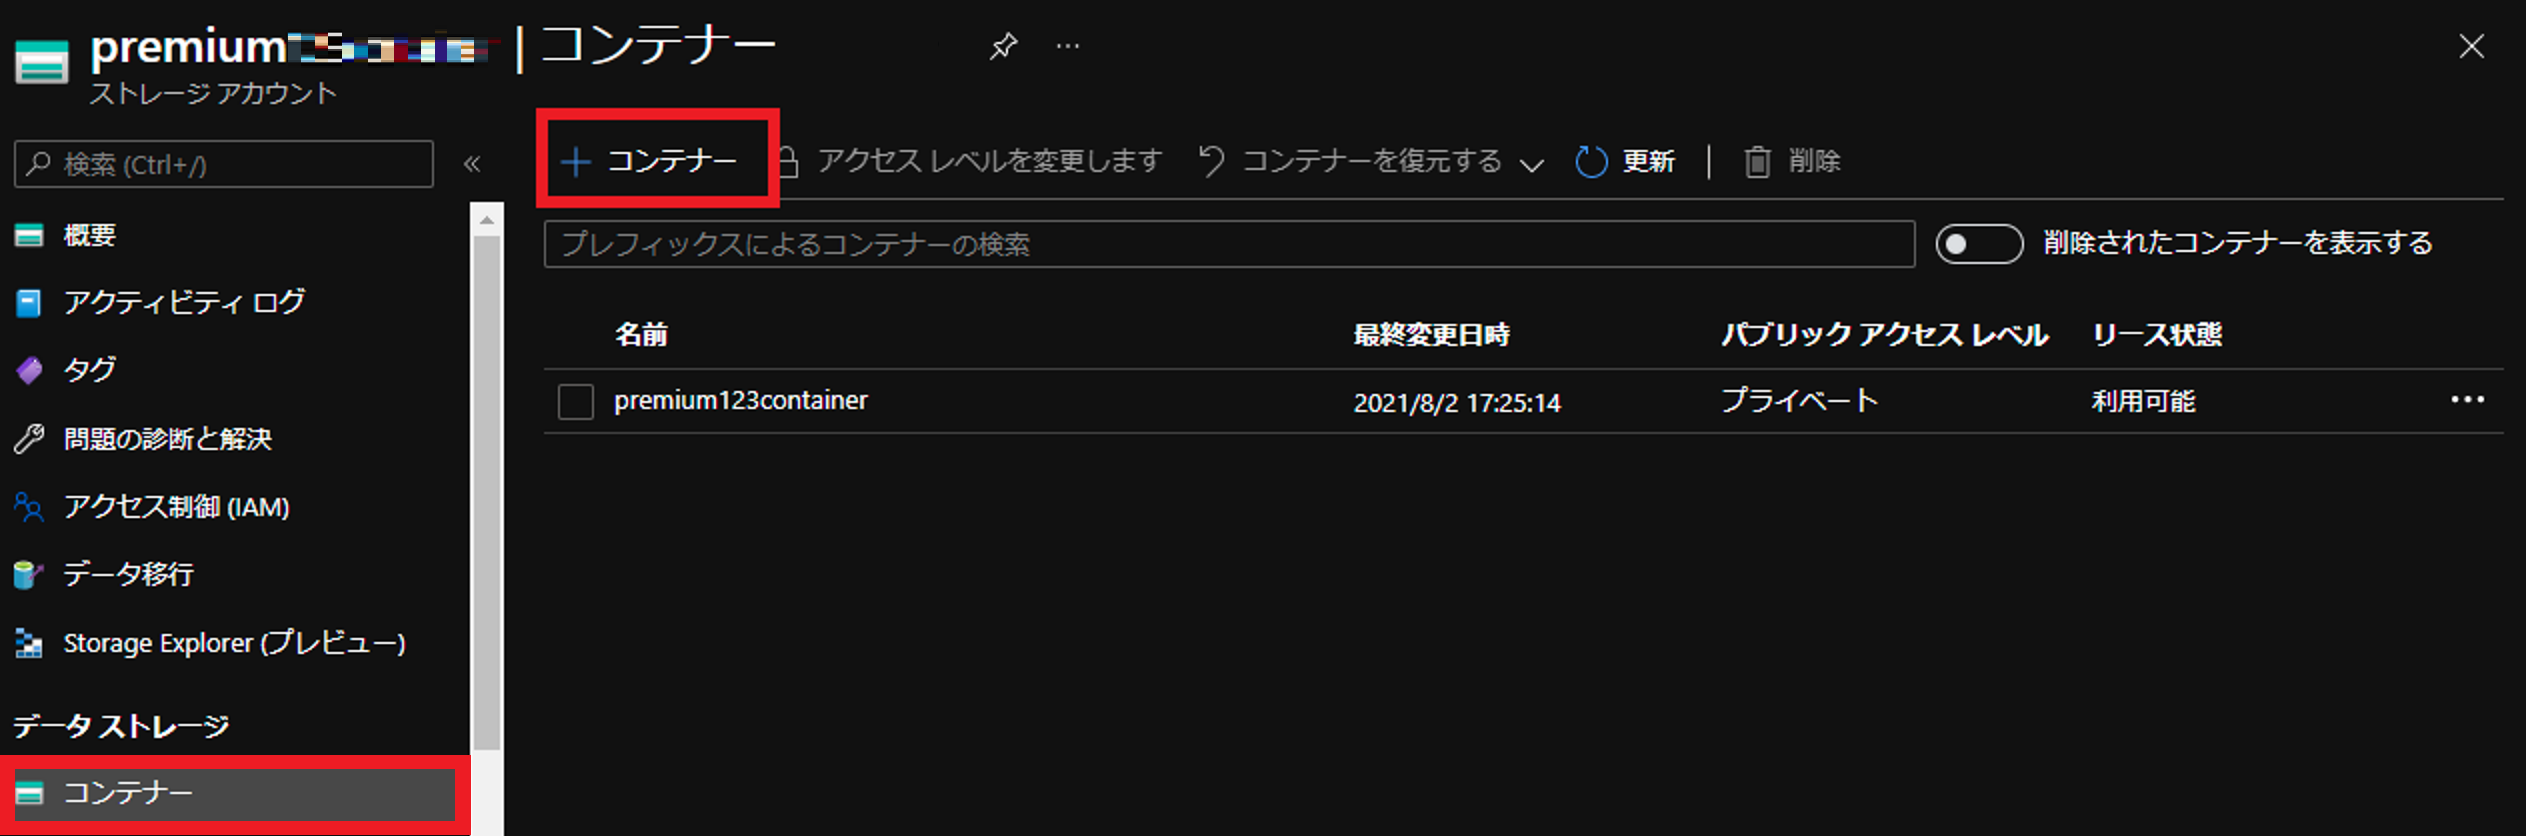 premium | コンテナー
ストレージ アカウント
検索 (Ctrl+/)
概要
アクティビティ ログ
タグ
問題の診断と解決
アクセス制御 (IAM)
データ移行
Storage Explorer (プレビュー)
データ ストレージ
コンテナー
コンテナー アクセス レベルを変更します コンテナーを復元する 更新 | 削除
プレフィックスによるコンテナーの検索 削除されたコンテナーを表示する
名前 最終変更日時 パブリック アクセス レベル リース状態
premium123container 2021/8/2 17:25:14 プライベート 利用可能